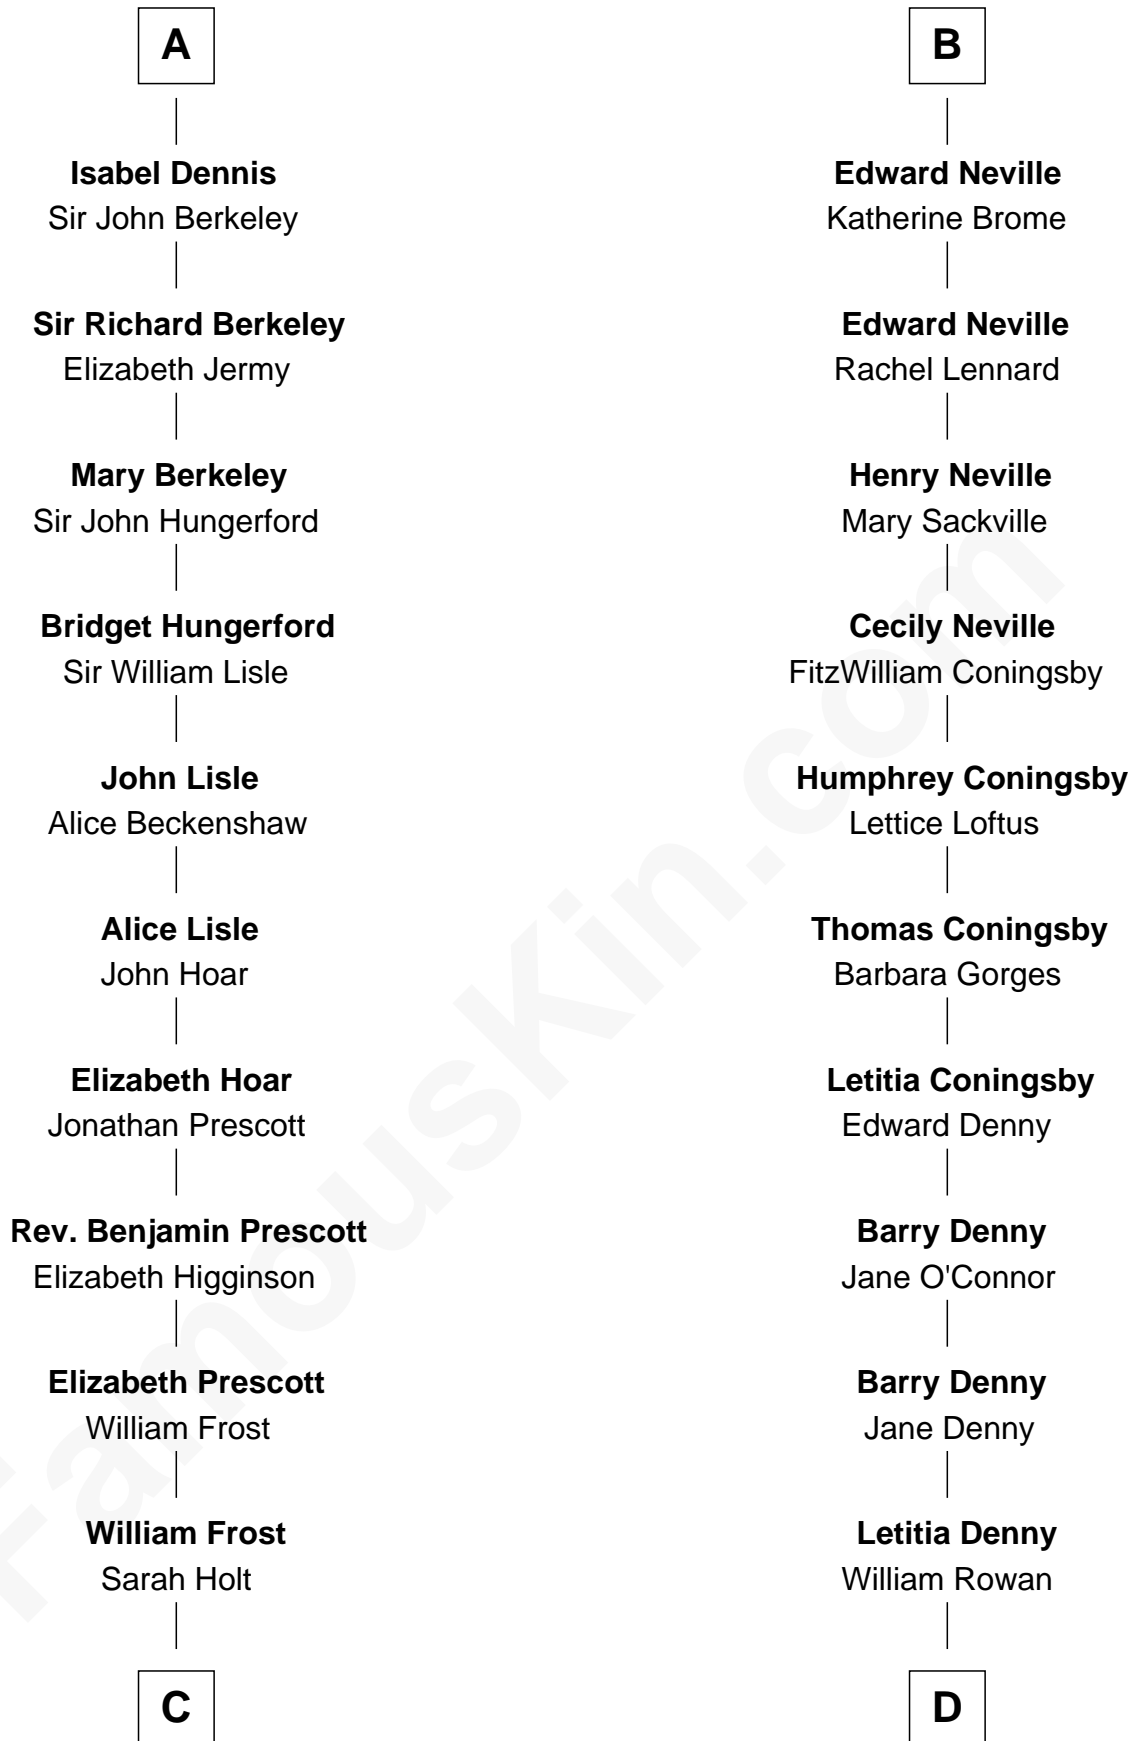 A
Isabel Dennis
Sir John Berkeley
Sir Richard Berkeley
Elizabeth Jermy
Mary Berkeley
Sir John Hungerford
Bridget Hungerford
Sir William Lisle
John Lisle
Alice Beckenshaw
Alice Lisle
John Hoar
Elizabeth Hoar
Jonathan Prescott
Rev. Benjamin Prescott
Elizabeth Higginson
Elizabeth Prescott
William Frost
William Frost
Sarah Holt
C
B
Edward Neville
Katherine Brome
Edward Neville
Rachel Lennard
Henry Neville
Mary Sackville
Cecily Neville
FitzWilliam Coningsby
Humphrey Coningsby
Lettice Loftus
Thomas Coningsby
Barbara Gorges
Letitia Coningsby
Edward Denny
Barry Denny
Jane O'Connor
Barry Denny
Jane Denny
Letitia Denny
William Rowan
D
FamousKin.com